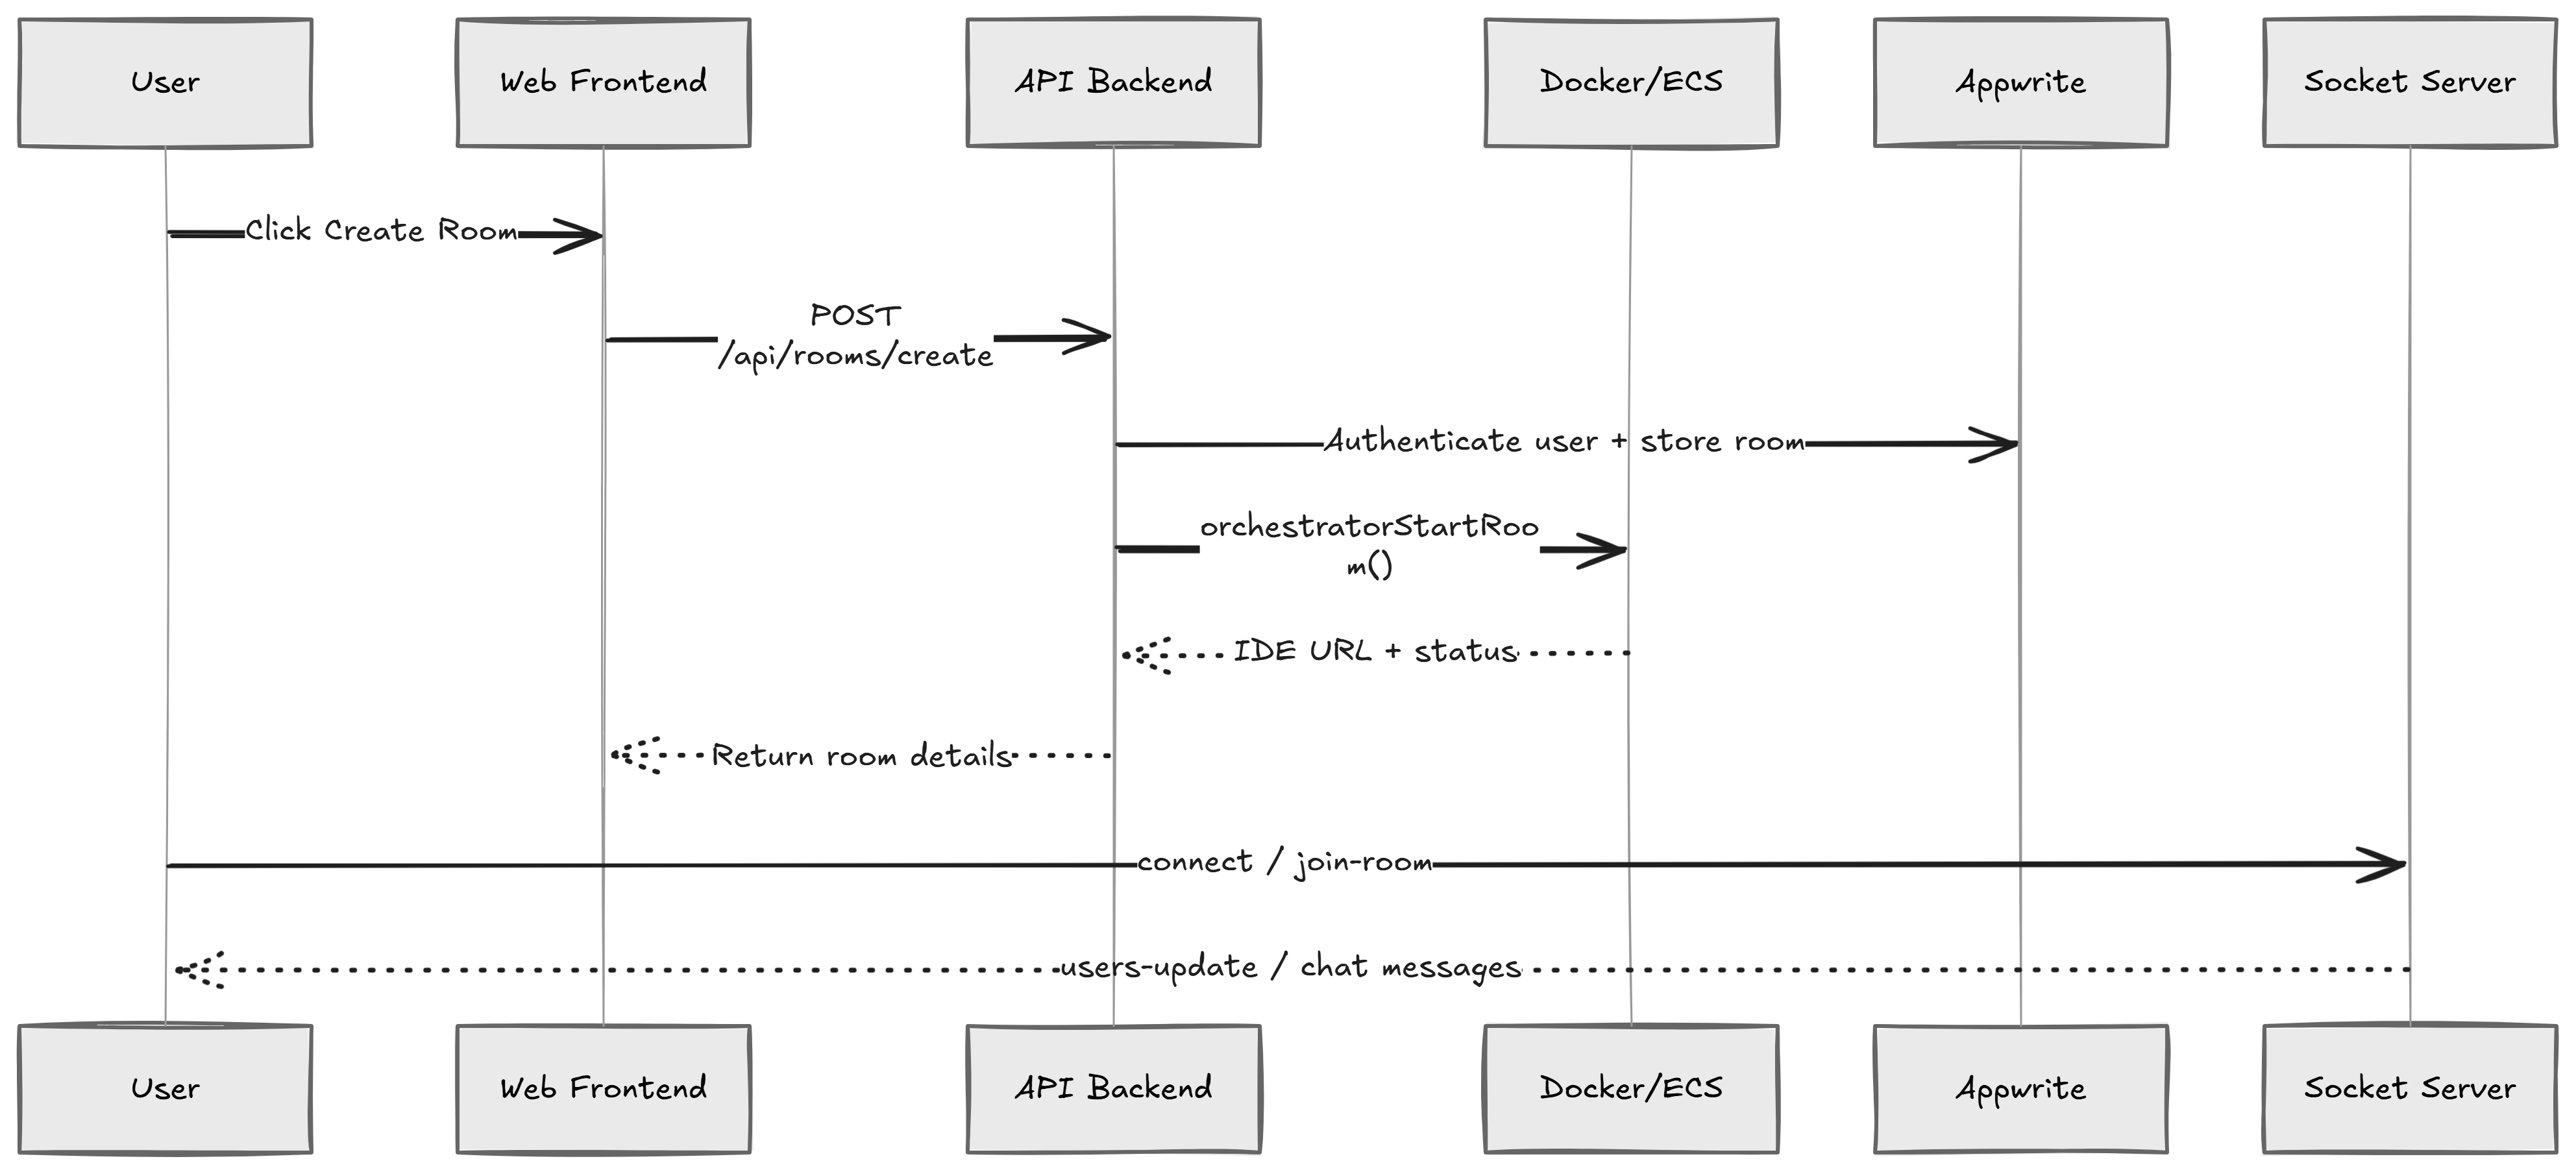 User
Web Frontend
API Backend
Docker/ECS
Appwrite
Socket Server
Click Create Room
POST
/api/rooms/create
Authenticate user + store room
orchestratorStartRoo
m()
IDE URL + status
Return room details
connect / join-room
users-update / chat messages
User
Web Frontend
API Backend
Docker/ECS
Appwrite
Socket Server